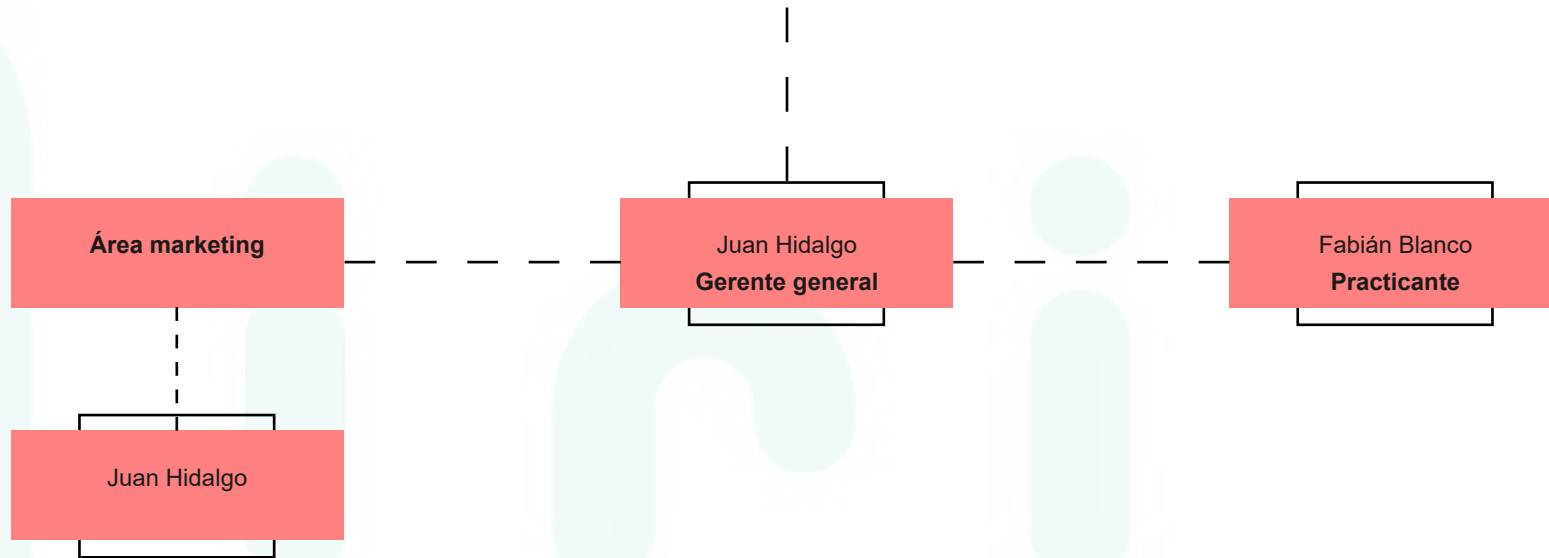 Área marketing
Juan Hidalgo
Gerente general
Fabián Blanco
Practicante
Juan Hidalgo